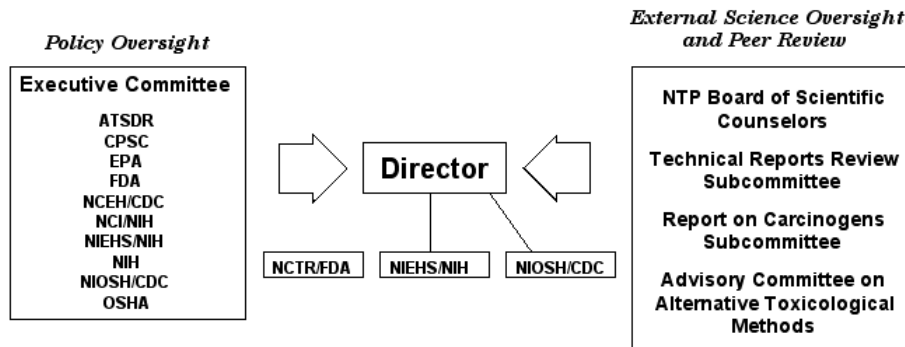 Policy Oversight
Executive Committee
ATSDR
CPSC
EPA
FDA
NCEH/CDC
NCI/NIH
NIEHS/NIH
NIH
NIOSH/CDC
OSHA
Director
NCTR/FDA
NIEHS/NIH
NIOSH/CDC
External Science Oversight
and Peer Review
NTP Board of Scientific
Counselors
Technical Reports Review
Subcommittee
Report on Carcinogens
Subcommittee
Advisory Committee on
Alternative Toxicological
Methods